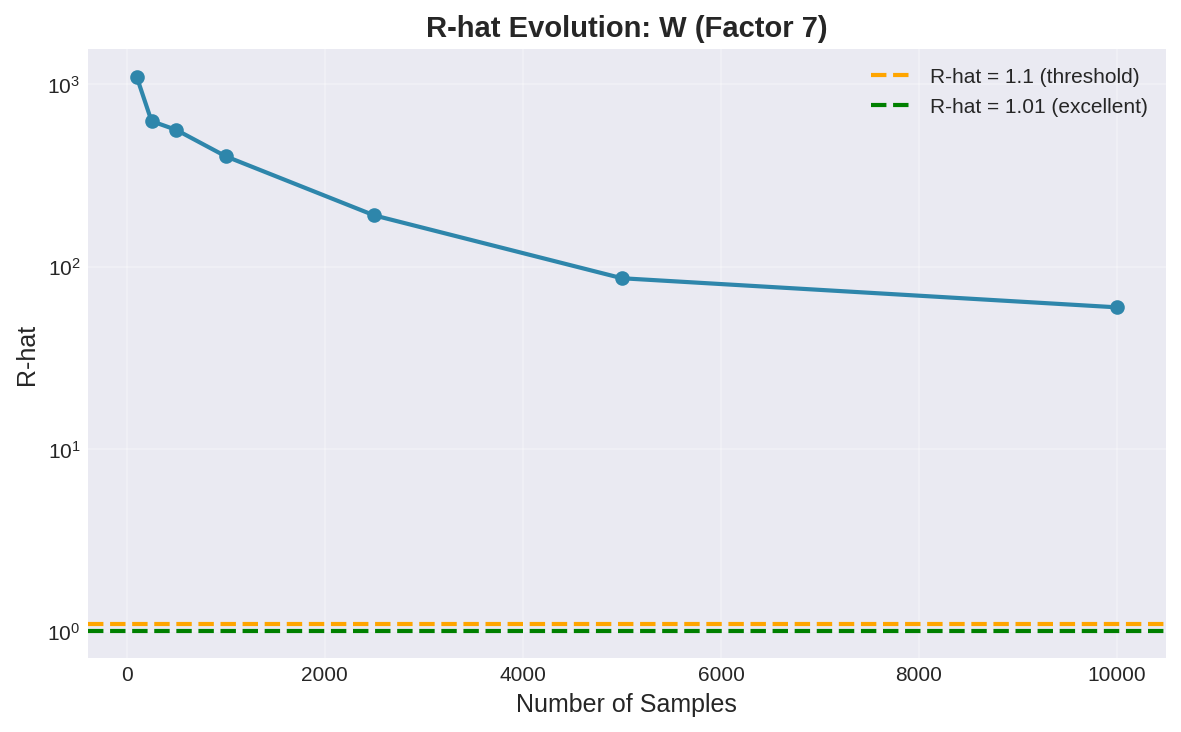 R-hat Evolution: W (Factor 7)
R-hat = 1.1 (threshold)
R-hat = 1.01 (excellent)
10³
10²
10¹
10⁰
R-hat
0 2000 4000 6000 8000 10000
Number of Samples